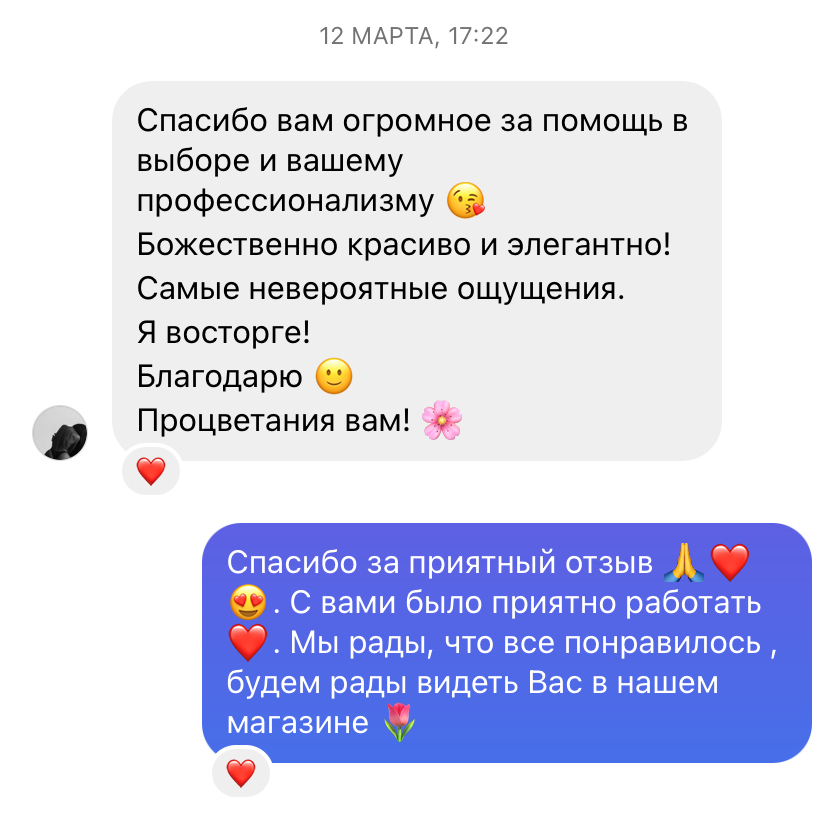 12 МАРТА, 17:22
Спасибо вам огромное за помощь в
выборе и вашему
профессионализму 😘
Божественно красиво и элегантно!
Самые невероятные ощущения.
Я восторге!
Благодарю 🙂
Процветания вам! 🌸
❤️
Спасибо за приятный отзыв 🙏❤️
😍. С вами было приятно работать
❤️. Мы рады, что все понравилось ,
будем рады видеть Вас в нашем
магазине 🌷
❤️